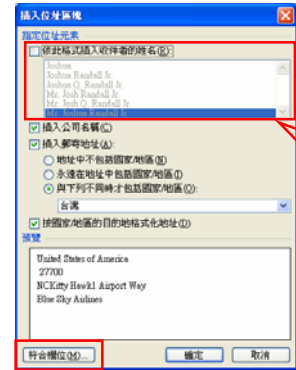 插入位址區塊
指定位址元素
依此格式插入收件者的姓名(R):
Joshua
Joshua Randall Jr.
Joshua Q. Randall Jr.
Mr. Josh Randall Jr.
Mr. Josh Q. Randall Jr.
Mr. Joshua Randall Jr.
插入公司名稱(C)
插入郵寄地址(A):
地址中不包括國家/地區(N)
永遠在地址中包括國家/地區(I)
與下列不同時才包括國家/地區(O):
台灣
按國家/地區的目的地格式化地址(D)
預覽
United States of America
27700
NCKitty Hawk1 Airport Way
Blue Sky Airlines
符合欄位(M)...
確定
取消